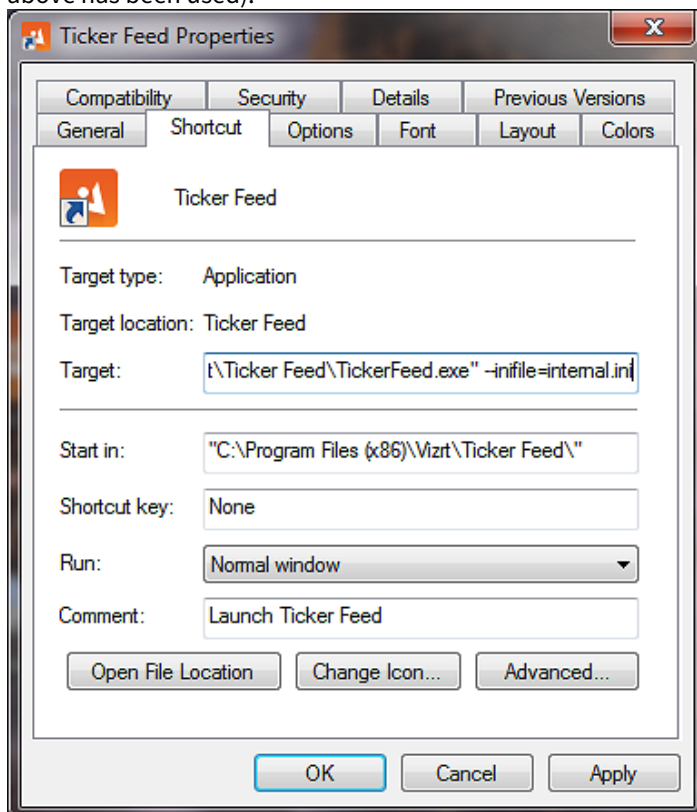 above has been used).
Ticker Feed Properties
Compatibility Security Details Previous Versions
General Shortcut Options Font Layout Colors
Ticker Feed
Target type: Application
Target location: Ticker Feed
Target: t\Ticker Feed\TickerFeed.exe" --inifile=internal.ini
Start in: "C:\Program Files (x86)\Vizrt\Ticker Feed\"
Shortcut key: None
Run: Normal window
Comment: Launch Ticker Feed
Open File Location Change Icon... Advanced...
OK Cancel Apply